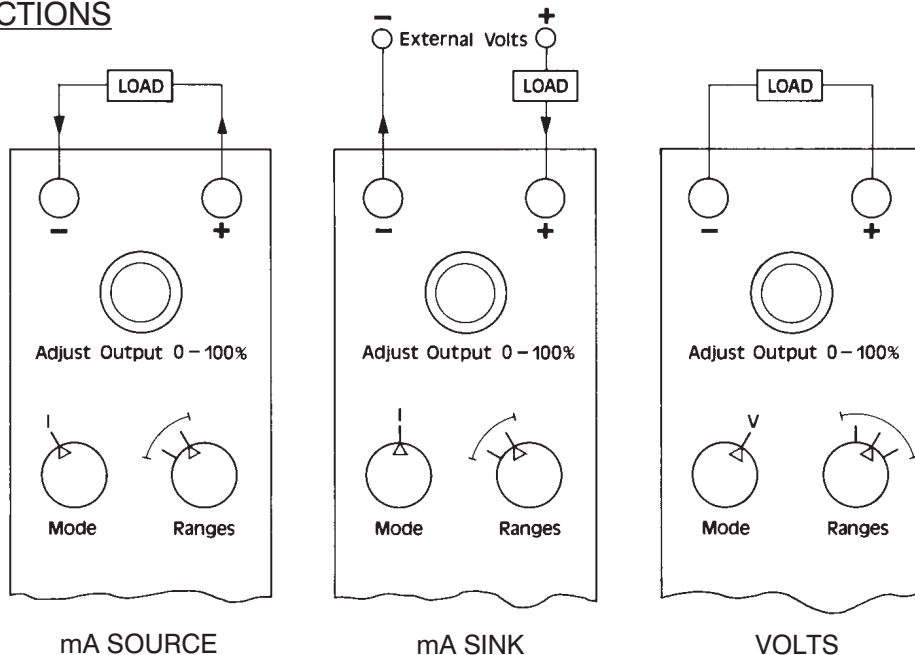 CTIONS
− External Volts +
LOAD LOAD LOAD
− + − + − +
Adjust Output 0–100% Adjust Output 0–100% Adjust Output 0–100%
I I V
Mode Ranges Mode Ranges Mode Ranges
mA SOURCE mA SINK VOLTS